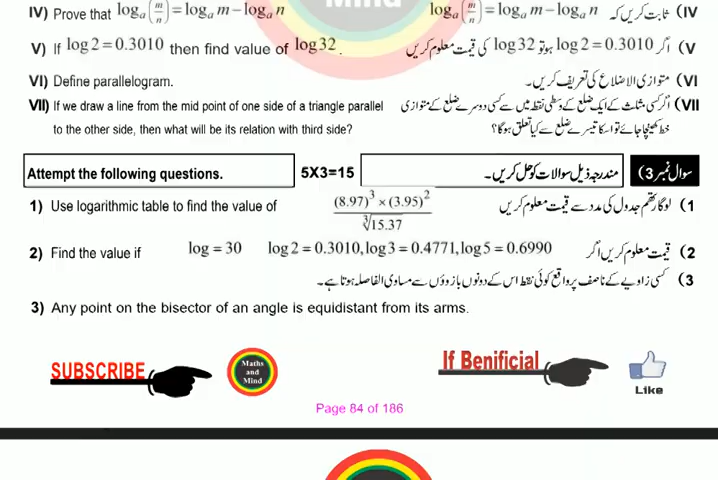 Mind
IV) Prove that log_a (m/n) = log_a m − log_a n
log_a (m/n) = log_a m − log_a n ثابت کریں کہ (IV
V) If log 2 = 0.3010 then find value of log 32.
اگر log 2 = 0.3010 ہو تو log 32 کی قیمت معلوم کریں (V
VI) Define parallelogram.
متوازی الاضلاع کی تعریف کریں۔ (VI
VII) If we draw a line from the mid point of one side of a triangle parallel
to the other side, then what will be its relation with third side?
اگر کسی مثلث کے ایک ضلع کے وسطی نقطہ میں سے کسی دوسرے ضلع کے متوازی (VII
خط کھینچا جائے تو اسکا تیسرے ضلع سے کیا تعلق ہوگا؟
Attempt the following questions. 5X3=15 مندرجہ ذیل سوالات کو حل کریں۔ سوال نمبر 3)
1) Use logarithmic table to find the value of (8.97)^3 × (3.95)^2 / ∛15.37 لوگارتھم جدول کی مدد سے قیمت معلوم کریں (1
2) Find the value if log = 30 log 2 = 0.3010, log 3 = 0.4771, log 5 = 0.6990 قیمت معلوم کریں اگر (2
کسی زاویے کے ناصف پر واقع کوئی نقطہ اس کے دونوں بازوؤں سے مساوی الفاصلہ ہوتا ہے۔ (3
3) Any point on the bisector of an angle is equidistant from its arms.
SUBSCRIBE
Maths
and
Mind
If Benificial
Like
Page 84 of 186